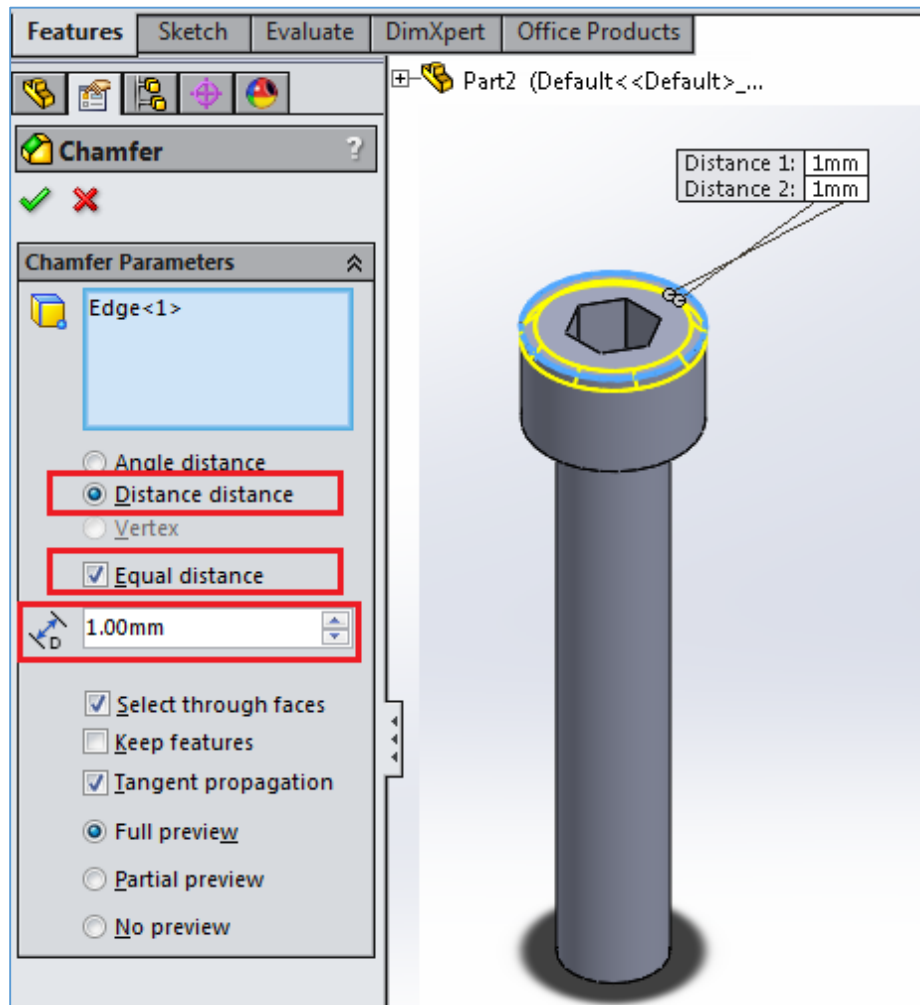 Features Sketch Evaluate DimXpert Office Products
Part2 (Default<<Default>_...
Chamfer ?
Distance 1: 1mm
Distance 2: 1mm
Chamfer Parameters
Edge<1>
Angle distance
Distance distance
Vertex
Equal distance
D 1.00mm
Select through faces
Keep features
Tangent propagation
Full preview
Partial preview
No preview